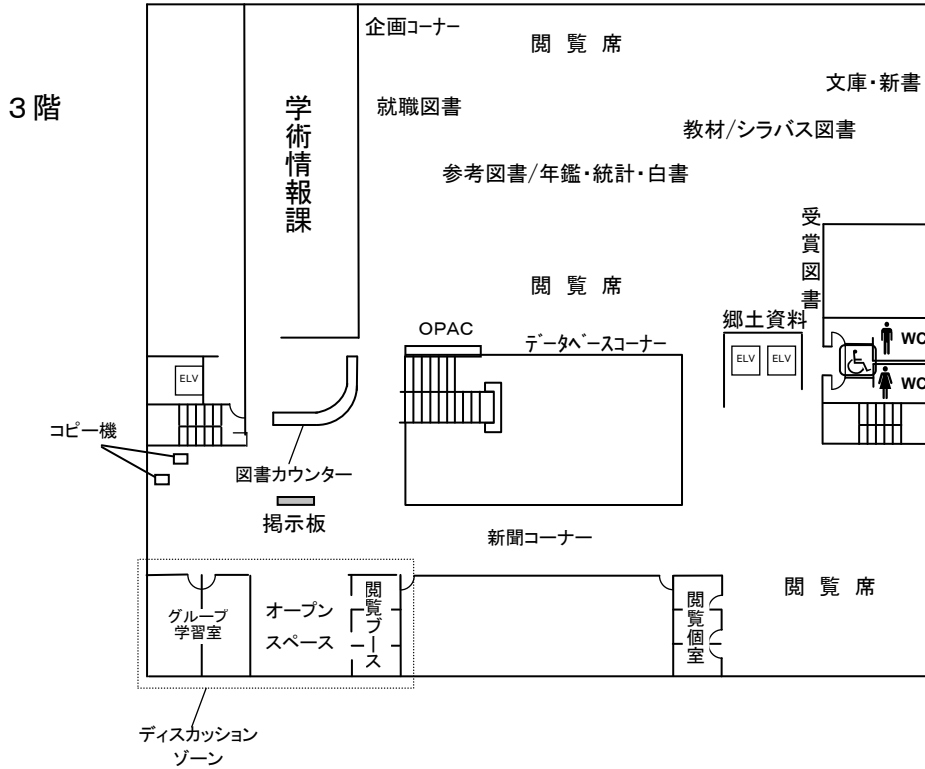 企画コーナー
閲 覧 席
文庫・新書
3階
就職図書
教材/シラバス図書
学術情報課
参考図書/年鑑・統計・白書
受賞図書
閲 覧 席
郷土資料
OPAC
データベースコーナー
WC
ELV
ELV
ELV
WC
コピー機
図書カウンター
掲示板
新聞コーナー
閲 覧 席
グループ
学習室
オープン
スペース
閲覧ブース
閲覧個室
ディスカッション
ゾーン